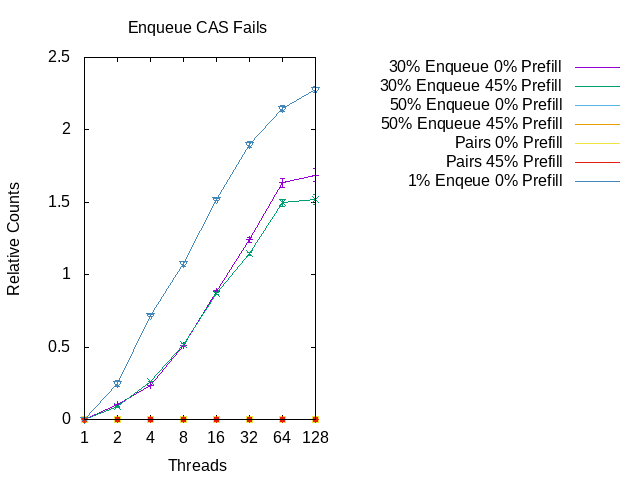 Enqueue CAS Fails
30% Enqueue 0% Prefill
30% Enqueue 45% Prefill
50% Enqueue 0% Prefill
50% Enqueue 45% Prefill
Pairs 0% Prefill
Pairs 45% Prefill
1% Enqeue 0% Prefill
Relative Counts
2.5
2
1.5
1
0.5
0
1 2 4 8 16 32 64 128
Threads